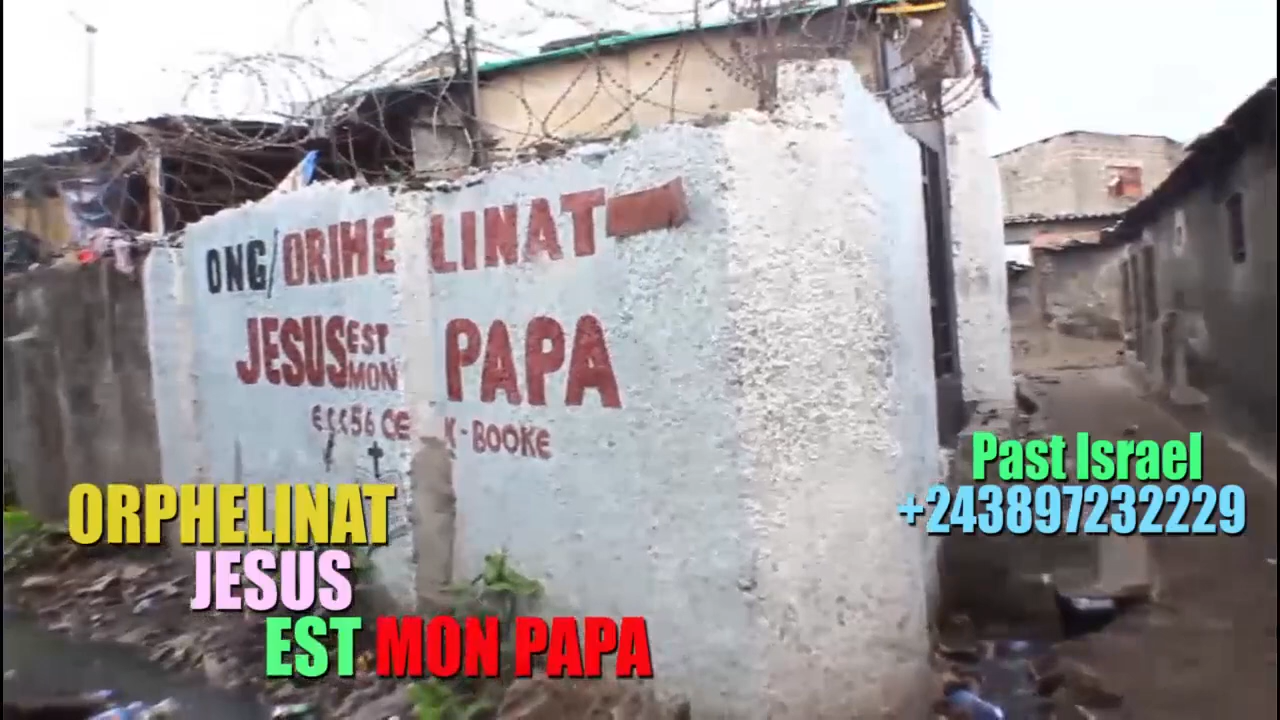 ONG/ORIHE LINAT
JESUS EST MON PAPA
K-BOOKE
ORPHELINAT
JESUS
EST MON PAPA
Past Israel
+243897232229